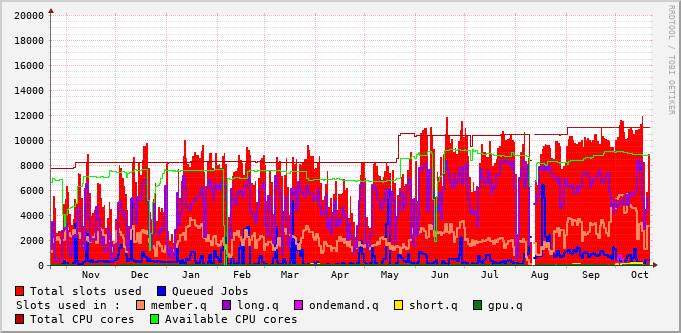 20000
18000
16000
14000
12000
10000
8000
6000
4000
2000
0
Nov Dec Jan Feb Mar Apr May Jun Jul Aug Sep Oct
Total slots used Queued Jobs
Slots used in : member.q long.q ondemand.q short.q gpu.q
Total CPU cores Available CPU cores
RRDTOOL / TOBI OETIKER